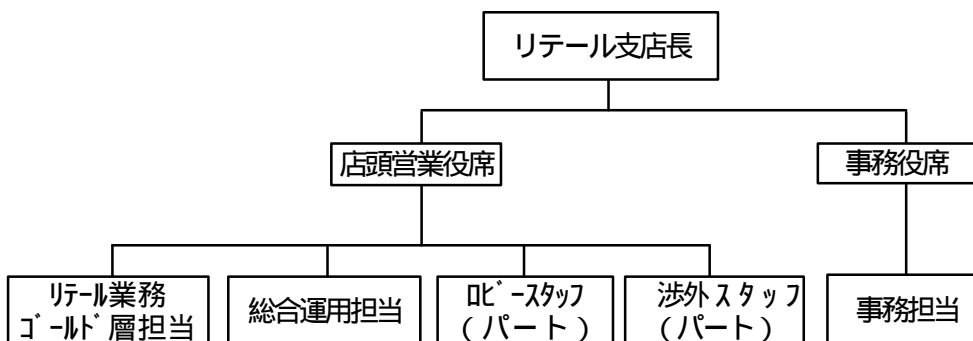 リテール支店長
店頭営業役席
事務役席
ﾘﾃｰﾙ業務
ｺﾞｰﾙﾄﾞ層担当
総合運用担当
ﾛﾋﾞｰｽﾀｯﾌ
（パート）
渉外スタッフ
（パート）
事務担当